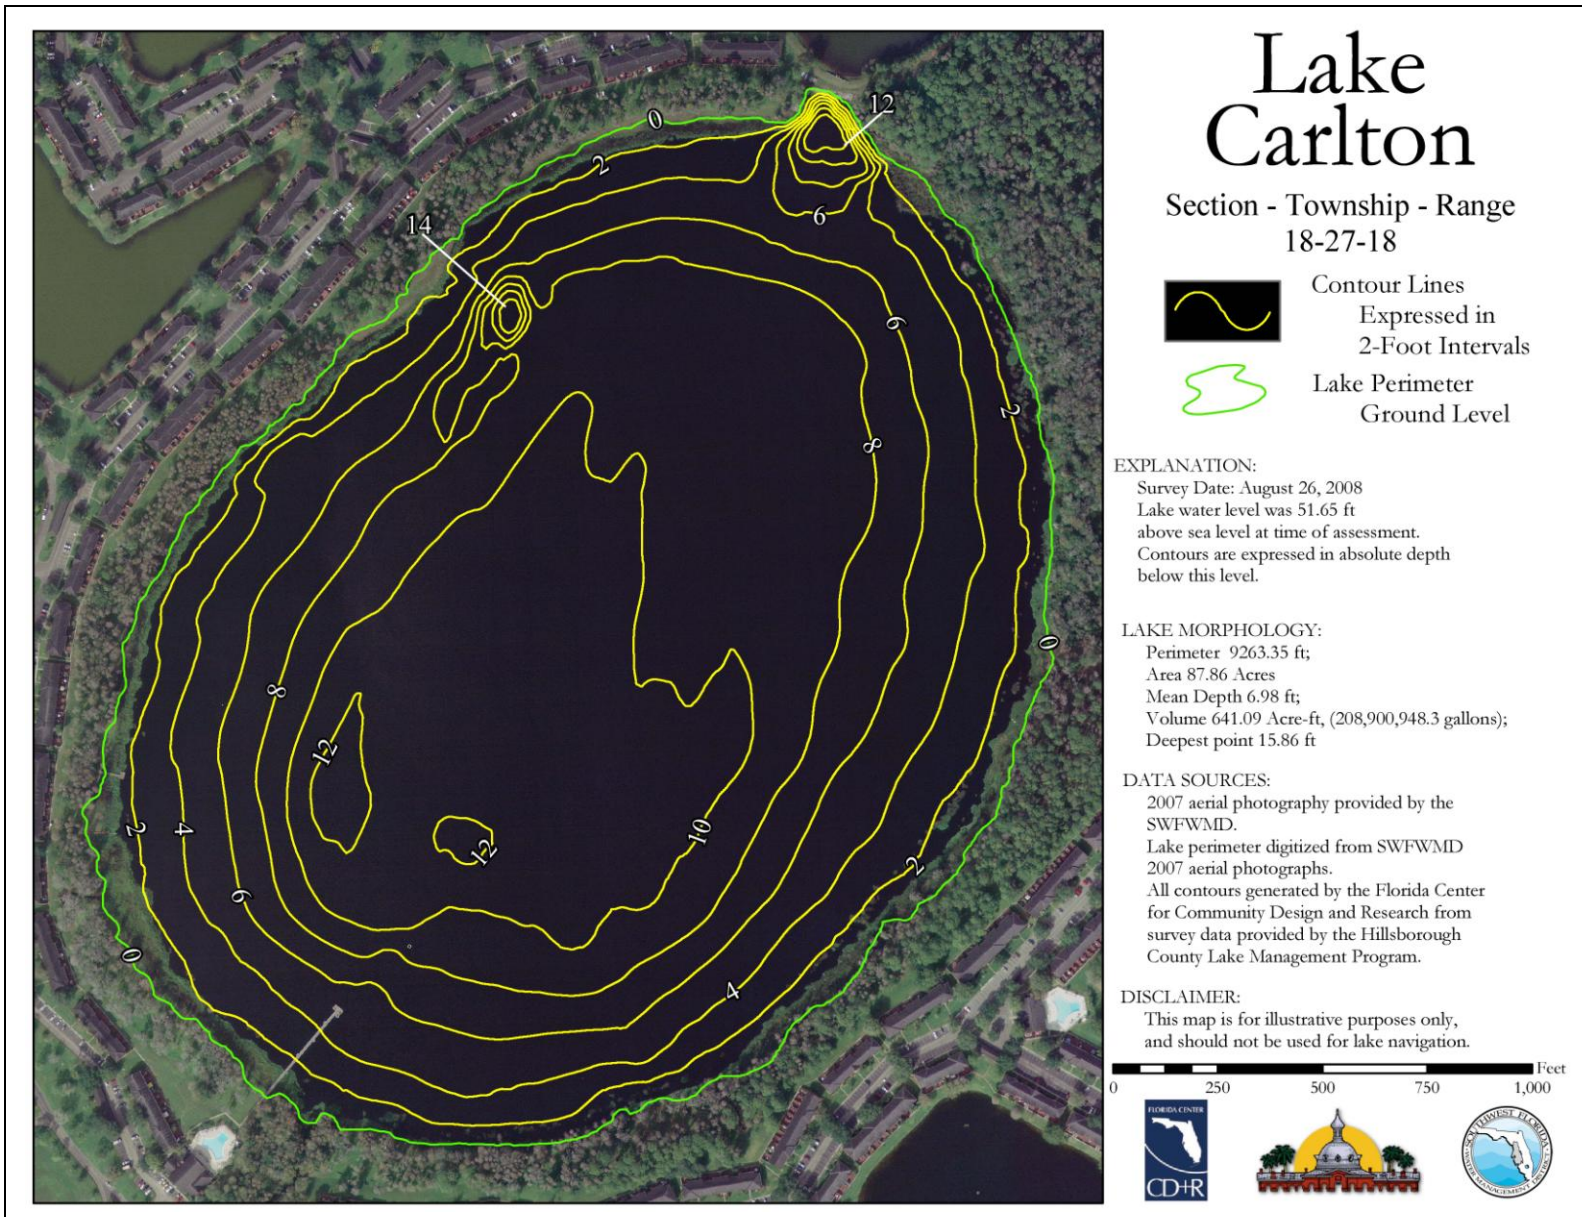 Lake
Carlton
Section - Township - Range
18-27-18
Contour Lines
Expressed in
2-Foot Intervals
Lake Perimeter
Ground Level
EXPLANATION:
Survey Date: August 26, 2008
Lake water level was 51.65 ft
above sea level at time of assessment.
Contours are expressed in absolute depth
below this level.
LAKE MORPHOLOGY:
Perimeter 9263.35 ft;
Area 87.86 Acres
Mean Depth 6.98 ft;
Volume 641.09 Acre-ft, (208,900,948.3 gallons);
Deepest point 15.86 ft
DATA SOURCES:
2007 aerial photography provided by the
SWFWMD.
Lake perimeter digitized from SWFWMD
2007 aerial photographs.
All contours generated by the Florida Center
for Community Design and Research from
survey data provided by the Hillsborough
County Lake Management Program.
DISCLAIMER:
This map is for illustrative purposes only,
and should not be used for lake navigation.
Feet
0 250 500 750 1,000
FLORIDA CENTER
CD+R
SOUTHWEST FLORIDA
WATER MANAGEMENT DISTRICT
12
0
2
14
6
6
2
8
0
8
12
2
4
12
10
2
6
0
4